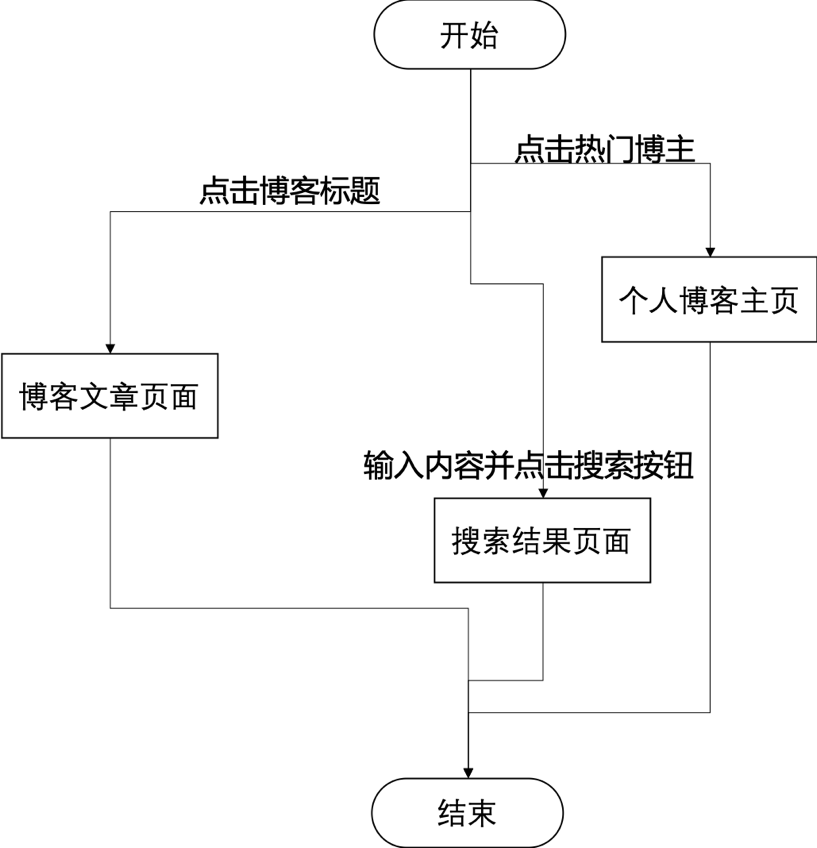 开始
点击热门博主
点击博客标题
个人博客主页
博客文章页面
输入内容并点击搜索按钮
搜索结果页面
结束